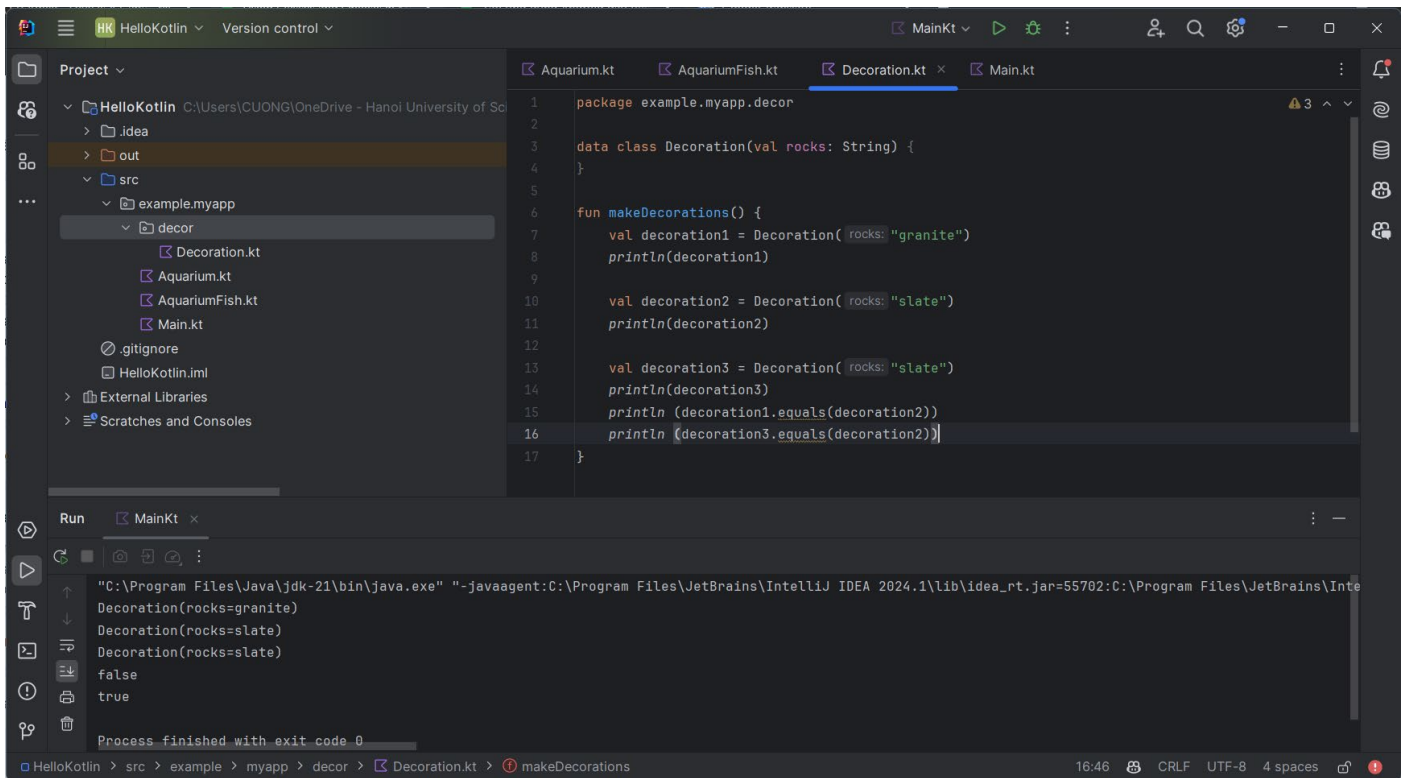 HK HelloKotlin Version control MainKt
Project
Aquarium.kt AquariumFish.kt Decoration.kt Main.kt
HelloKotlin C:\Users\CUONG\OneDrive - Hanoi University of Sc
.idea
out
src
example.myapp
decor
Decoration.kt
Aquarium.kt
AquariumFish.kt
Main.kt
.gitignore
HelloKotlin.iml
External Libraries
Scratches and Consoles
3
1 package example.myapp.decor
2
3 data class Decoration(val rocks: String) {
4 }
5
6 fun makeDecorations() {
7 val decoration1 = Decoration( rocks: "granite")
8 println(decoration1)
9
10 val decoration2 = Decoration( rocks: "slate")
11 println(decoration2)
12
13 val decoration3 = Decoration( rocks: "slate")
14 println(decoration3)
15 println (decoration1.equals(decoration2))
16 println (decoration3.equals(decoration2))
17 }
Run MainKt
"C:\Program Files\Java\jdk-21\bin\java.exe" "-javaagent:C:\Program Files\JetBrains\IntelliJ IDEA 2024.1\lib\idea_rt.jar=55702:C:\Program Files\JetBrains\Inte
Decoration(rocks=granite)
Decoration(rocks=slate)
Decoration(rocks=slate)
false
true
Process finished with exit code 0
HelloKotlin > src > example > myapp > decor > Decoration.kt > makeDecorations 16:46 CRLF UTF-8 4 spaces